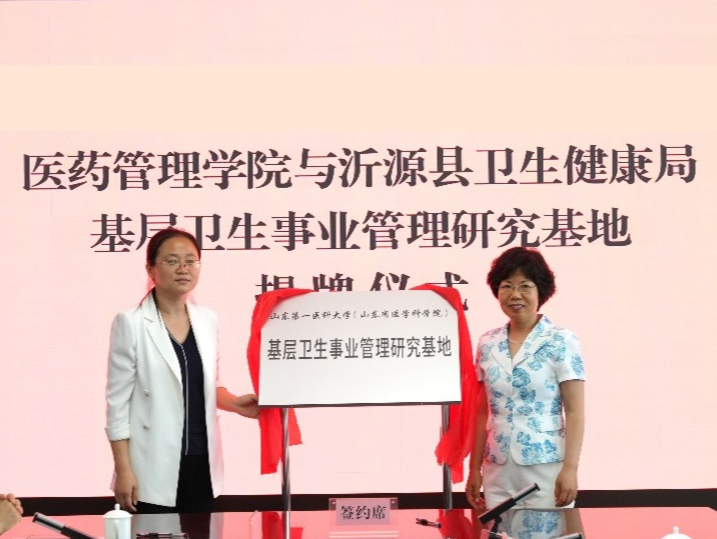 医药管理学院与沂源县卫生健康局
基层卫生事业管理研究基地
揭牌仪式
山东第一医科大学(山东省医学科学院)
基层卫生事业管理研究基地
签约席